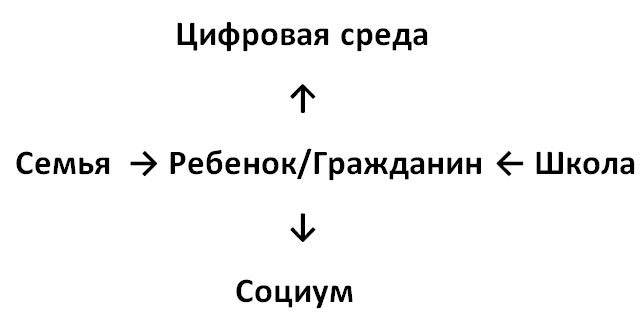 Цифровая среда
↑
Семья → Ребенок/Гражданин ← Школа
↓
Социум